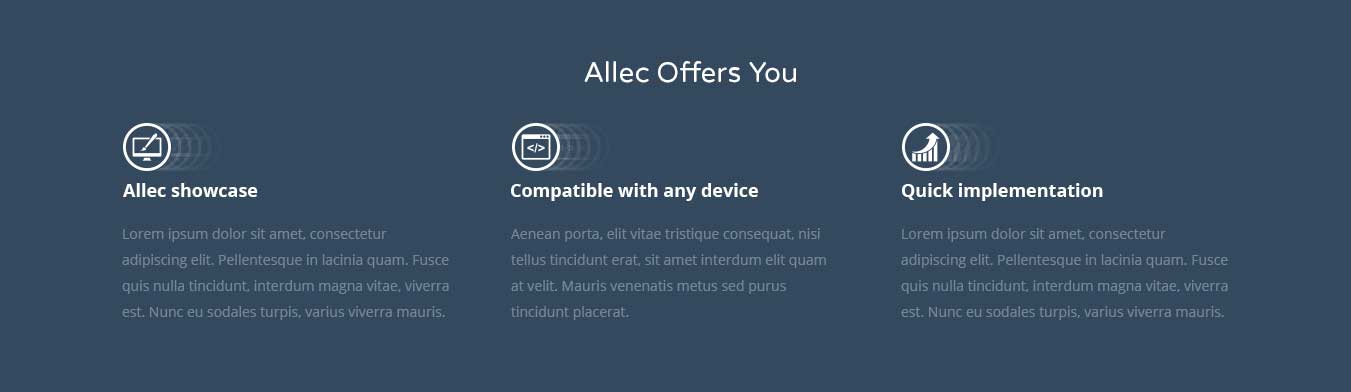 Allec Offers You
Allec showcase
Lorem ipsum dolor sit amet, consectetur
adipiscing elit. Pellentesque in lacinia quam. Fusce
quis nulla tincidunt, interdum magna vitae, viverra
est. Nunc eu sodales turpis, varius viverra mauris.
</>
Compatible with any device
Aenean porta, elit vitae tristique consequat, nisi
tellus tincidunt erat, sit amet interdum elit quam
at velit. Mauris venenatis metus sed purus
tincidunt placerat.
Quick implementation
Lorem ipsum dolor sit amet, consectetur
adipiscing elit. Pellentesque in lacinia quam. Fusce
quis nulla tincidunt, interdum magna vitae, viverra
est. Nunc eu sodales turpis, varius viverra mauris.